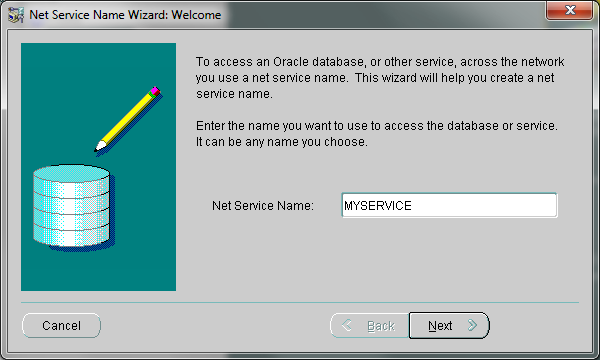 Net Service Name Wizard: Welcome
To access an Oracle database, or other service, across the network
you use a net service name. This wizard will help you create a net
service name.
Enter the name you want to use to access the database or service.
It can be any name you choose.
Net Service Name: MYSERVICE
Cancel Back Next